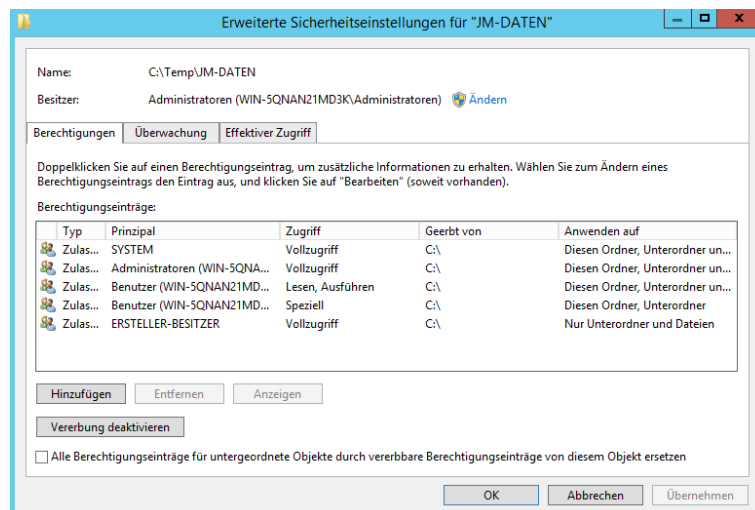 Erweiterte Sicherheitseinstellungen für "JM-DATEN"
Name: C:\Temp\JM-DATEN
Besitzer: Administratoren (WIN-5QNAN21MD3K\Administratoren) Ändern
Berechtigungen Überwachung Effektiver Zugriff
Doppelklicken Sie auf einen Berechtigungseintrag, um zusätzliche Informationen zu erhalten. Wählen Sie zum Ändern eines
Berechtigungseintrags den Eintrag aus, und klicken Sie auf "Bearbeiten" (soweit vorhanden).
Berechtigungseinträge:
Typ Prinzipal Zugriff Geerbt von Anwenden auf
Zulas... SYSTEM Vollzugriff C:\ Diesen Ordner, Unterordner un...
Zulas... Administratoren (WIN-5QNA... Vollzugriff C:\ Diesen Ordner, Unterordner un...
Zulas... Benutzer (WIN-5QNAN21MD... Lesen, Ausführen C:\ Diesen Ordner, Unterordner un...
Zulas... Benutzer (WIN-5QNAN21MD... Speziell C:\ Diesen Ordner, Unterordner
Zulas... ERSTELLER-BESITZER Vollzugriff C:\ Nur Unterordner und Dateien
Hinzufügen Entfernen Anzeigen
Vererbung deaktivieren
Alle Berechtigungseinträge für untergeordnete Objekte durch vererbbare Berechtigungseinträge von diesem Objekt ersetzen
OK Abbrechen Übernehmen